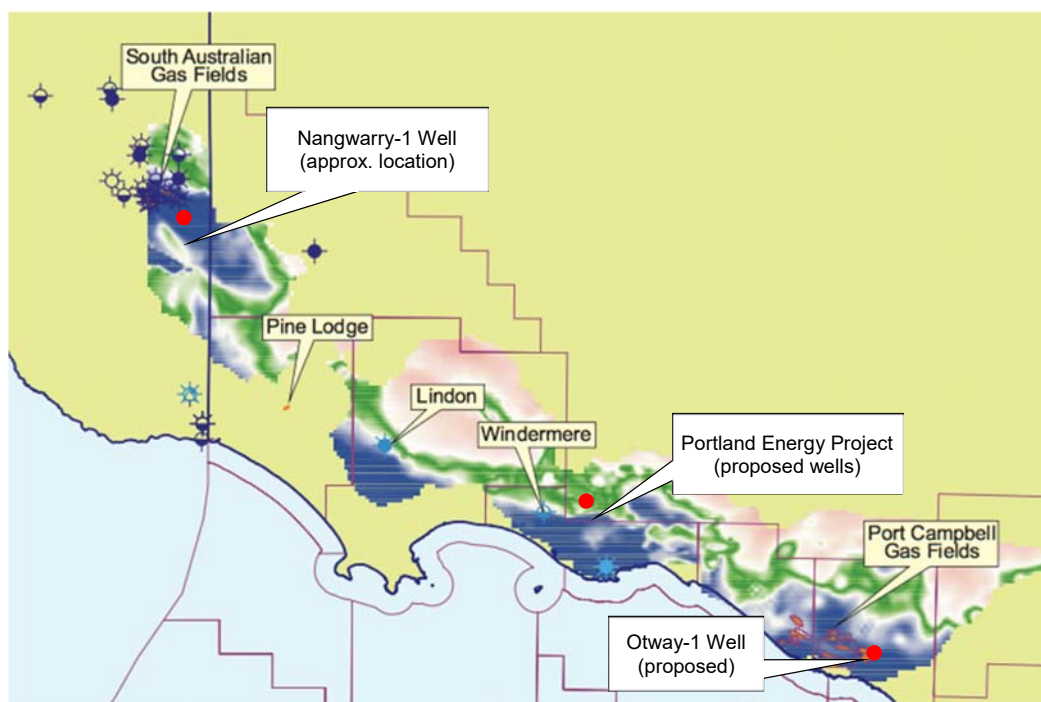 South Australian
Gas Fields
Nangwarry-1 Well
(approx. location)
Pine Lodge
Lindon
Windermere
Portland Energy Project
(proposed wells)
Port Campbell
Gas Fields
Otway-1 Well
(proposed)